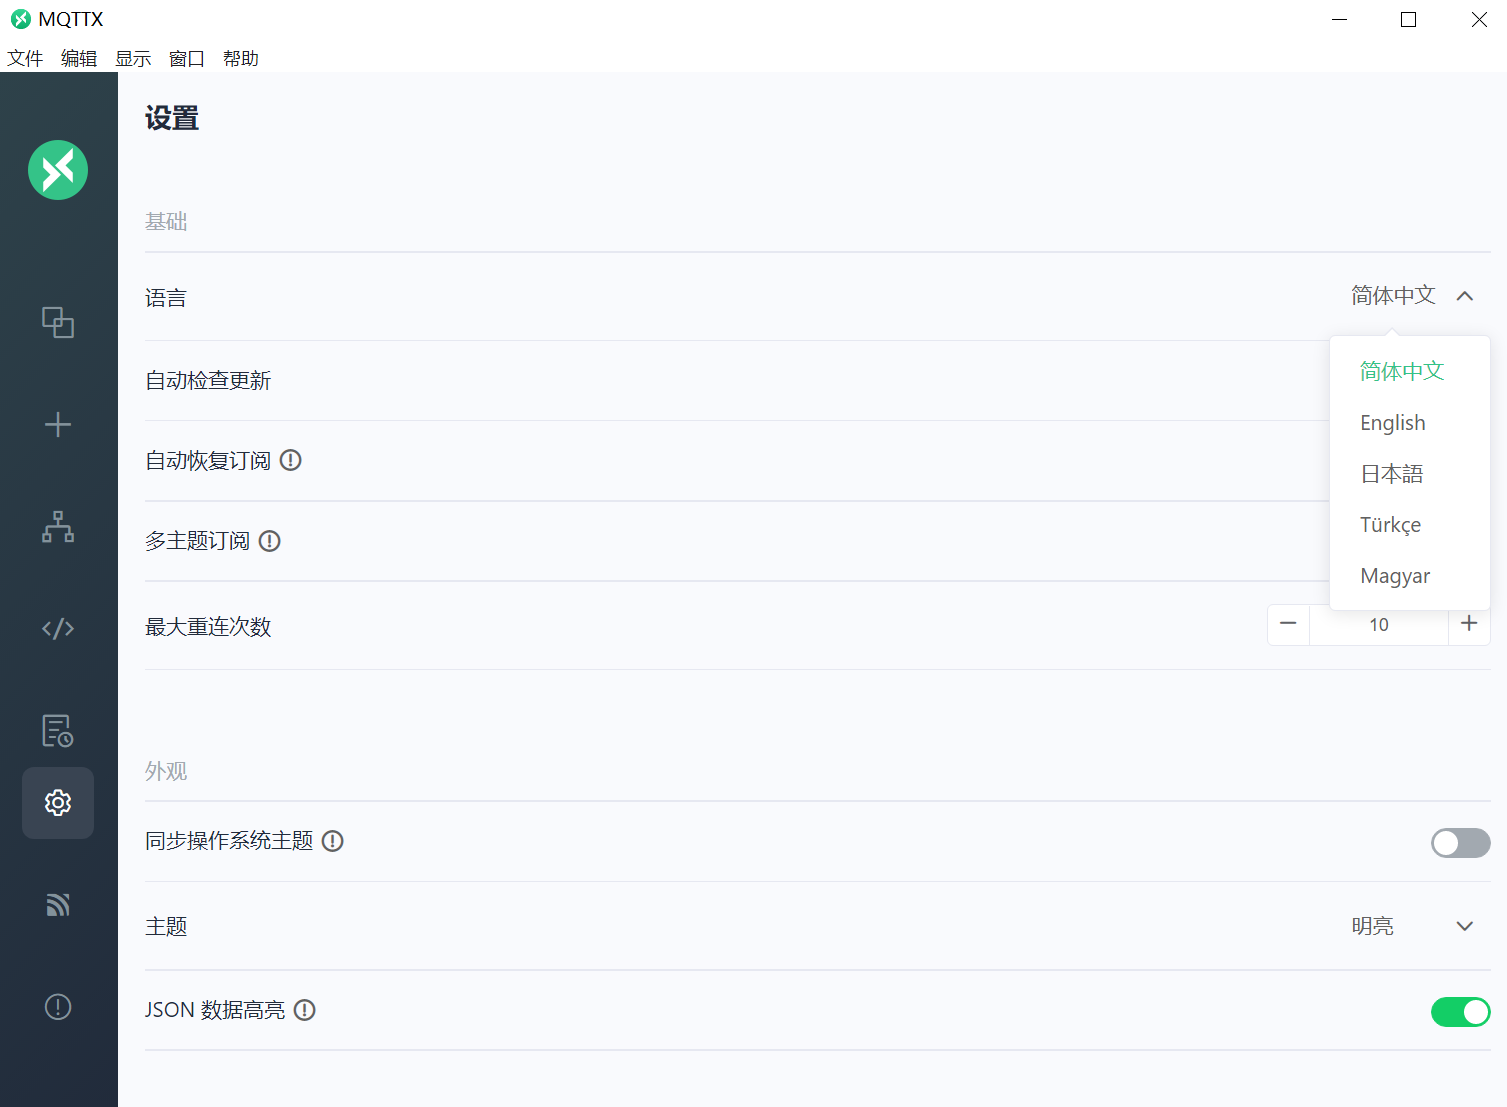 MQTTX
文件 编辑 显示 窗口 帮助
设置
基础
语言 简体中文
简体中文
English
日本語
Türkçe
Magyar
自动检查更新
自动恢复订阅
多主题订阅
最大重连次数 10
外观
同步操作系统主题
主题 明亮
JSON 数据高亮